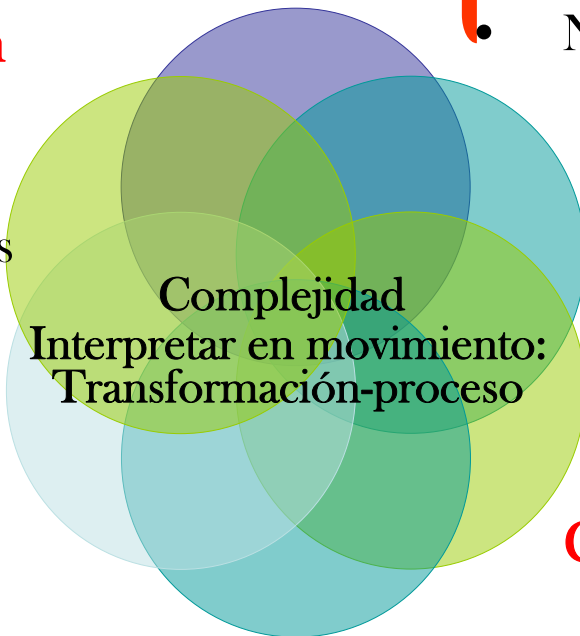 N
s
Complejidad
Interpretar en movimiento:
Transformación-proceso